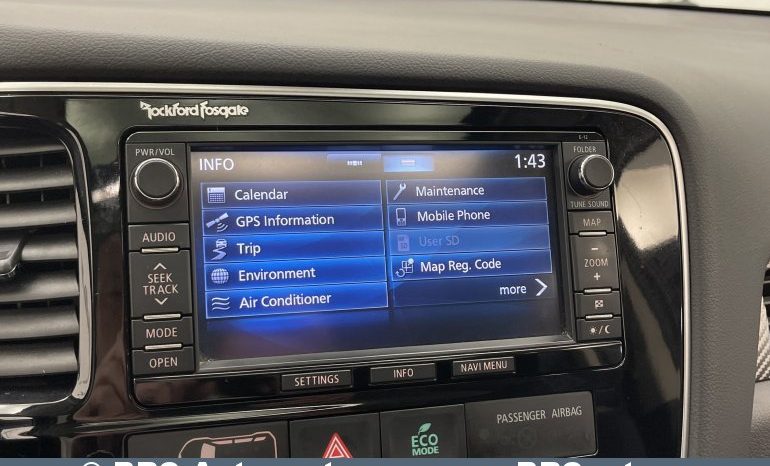 Rockford Fosgate
E-12
PWR/VOL
FOLDER
INFO
1:43
Calendar
Maintenance
TUNE SOUND
GPS Information
Mobile Phone
MAP
AUDIO
Trip
User SD
ZOOM
SEEK
TRACK
Environment
Map Reg. Code
Air Conditioner
more
MODE
OPEN
SETTINGS
INFO
NAVI MENU
PASSENGER AIRBAG
ECO
MODE